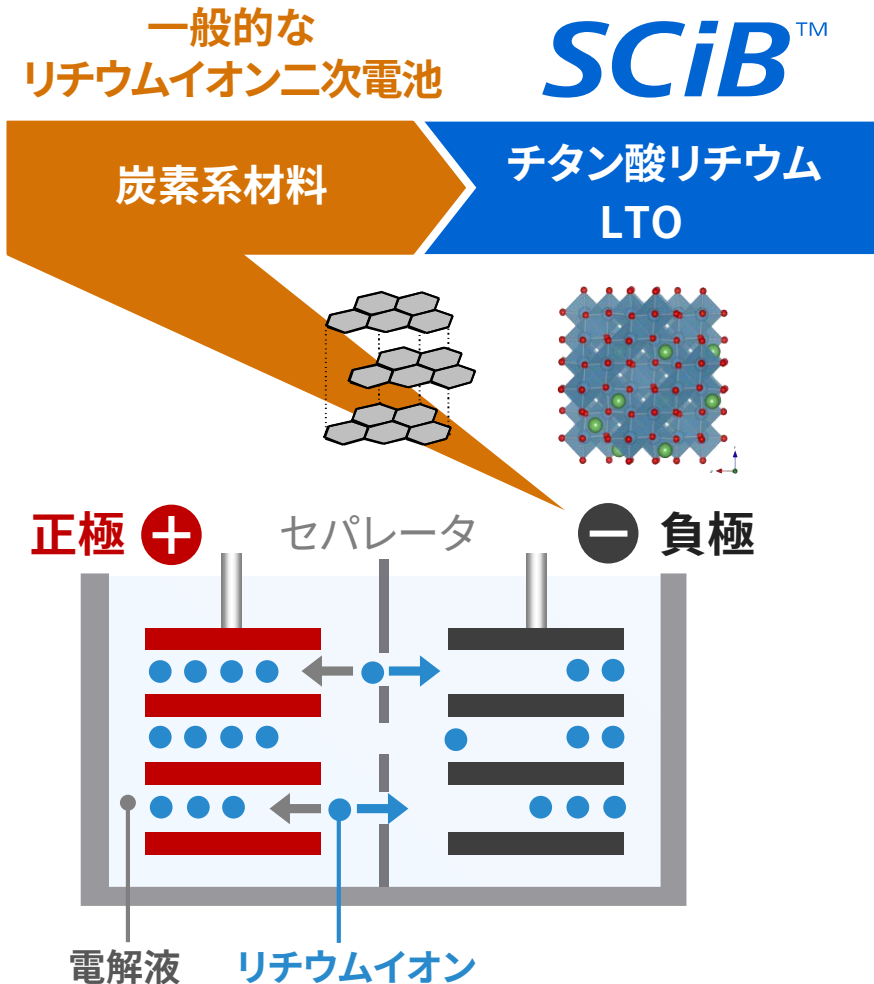 一般的な
リチウムイオン二次電池
SCiB™
炭素系材料
チタン酸リチウム
LTO
正極
セパレータ
負極
電解液
リチウムイオン